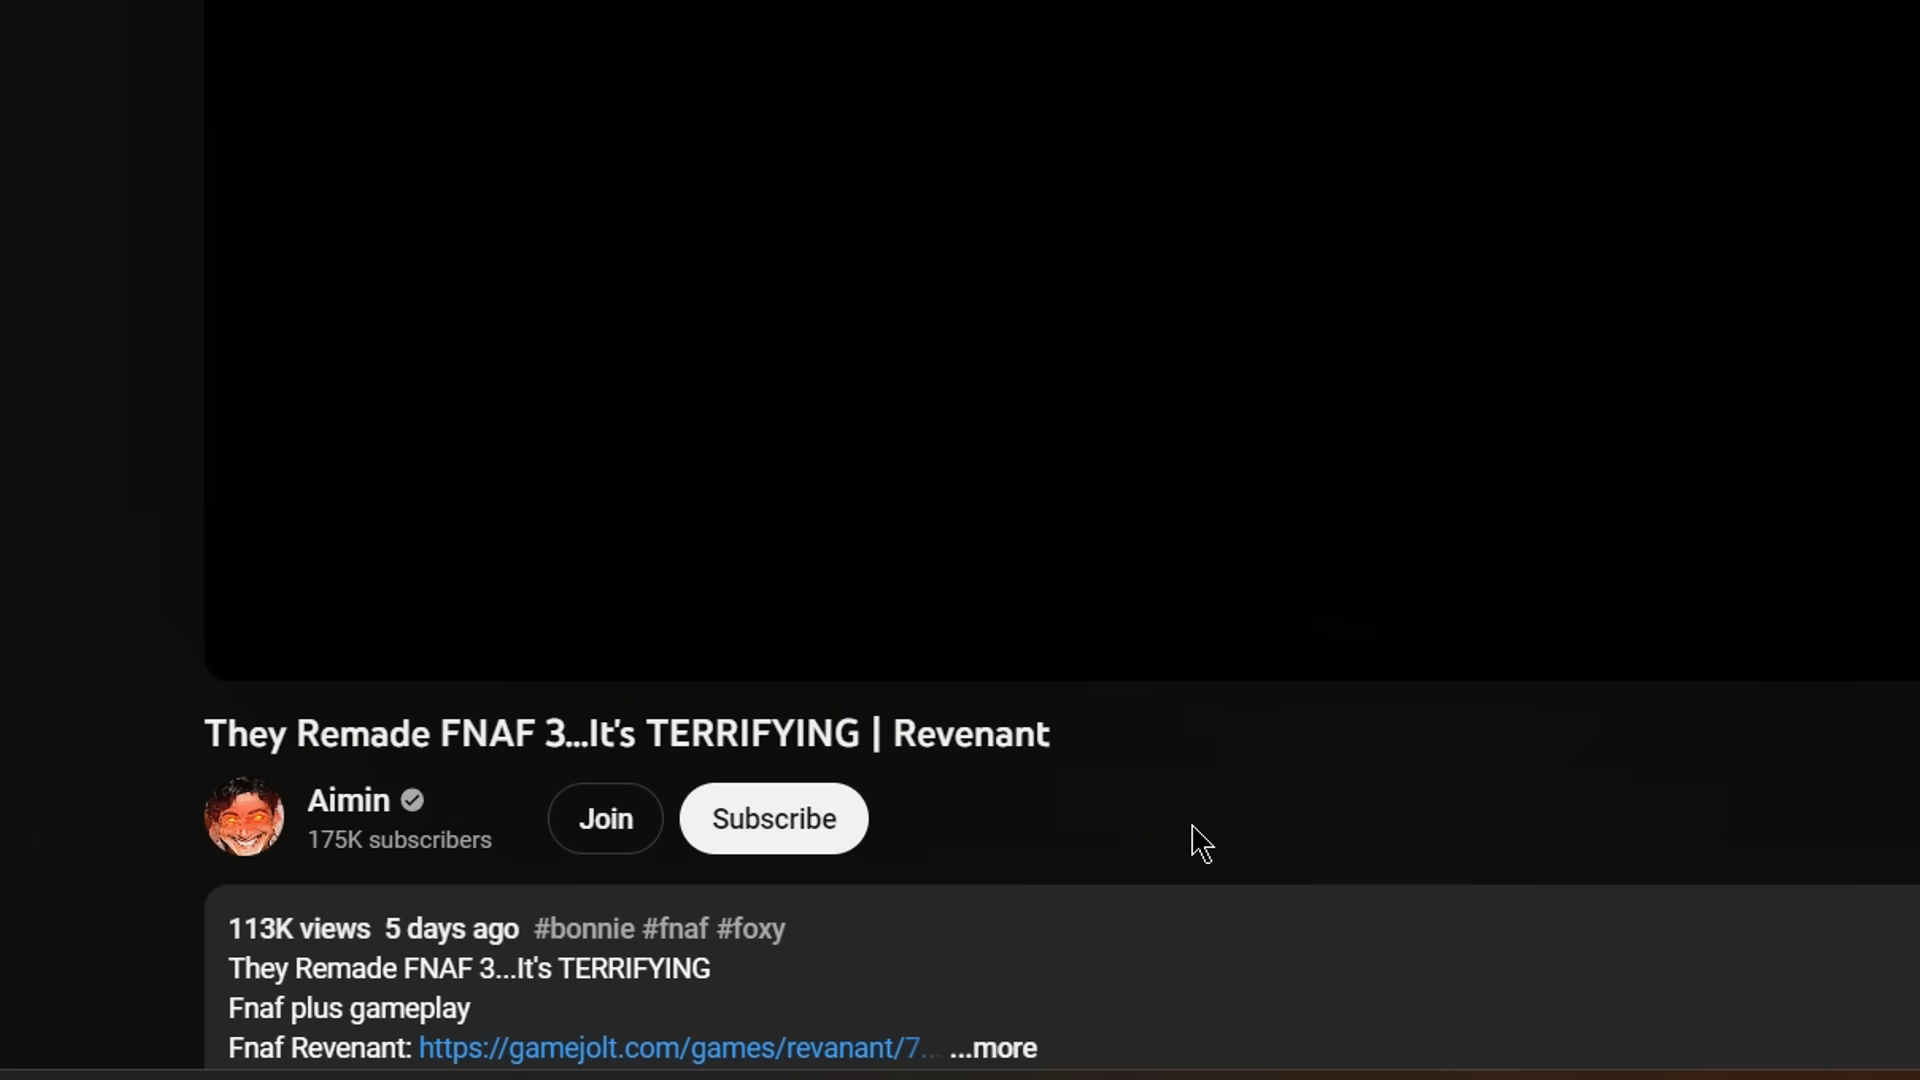 They Remade FNAF 3...It's TERRIFYING | Revenant
Aimin
175K subscribers
Join
Subscribe
113K views 5 days ago #bonnie #fnaf #foxy
They Remade FNAF 3...It's TERRIFYING
Fnaf plus gameplay
Fnaf Revenant: https://gamejolt.com/games/revanant/7... ...more